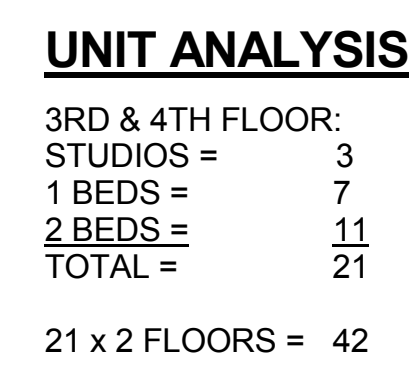 UNIT ANALYSIS
3RD & 4TH FLOOR:
STUDIOS = 3
1 BEDS = 7
2 BEDS = 11
TOTAL = 21
21 x 2 FLOORS = 42